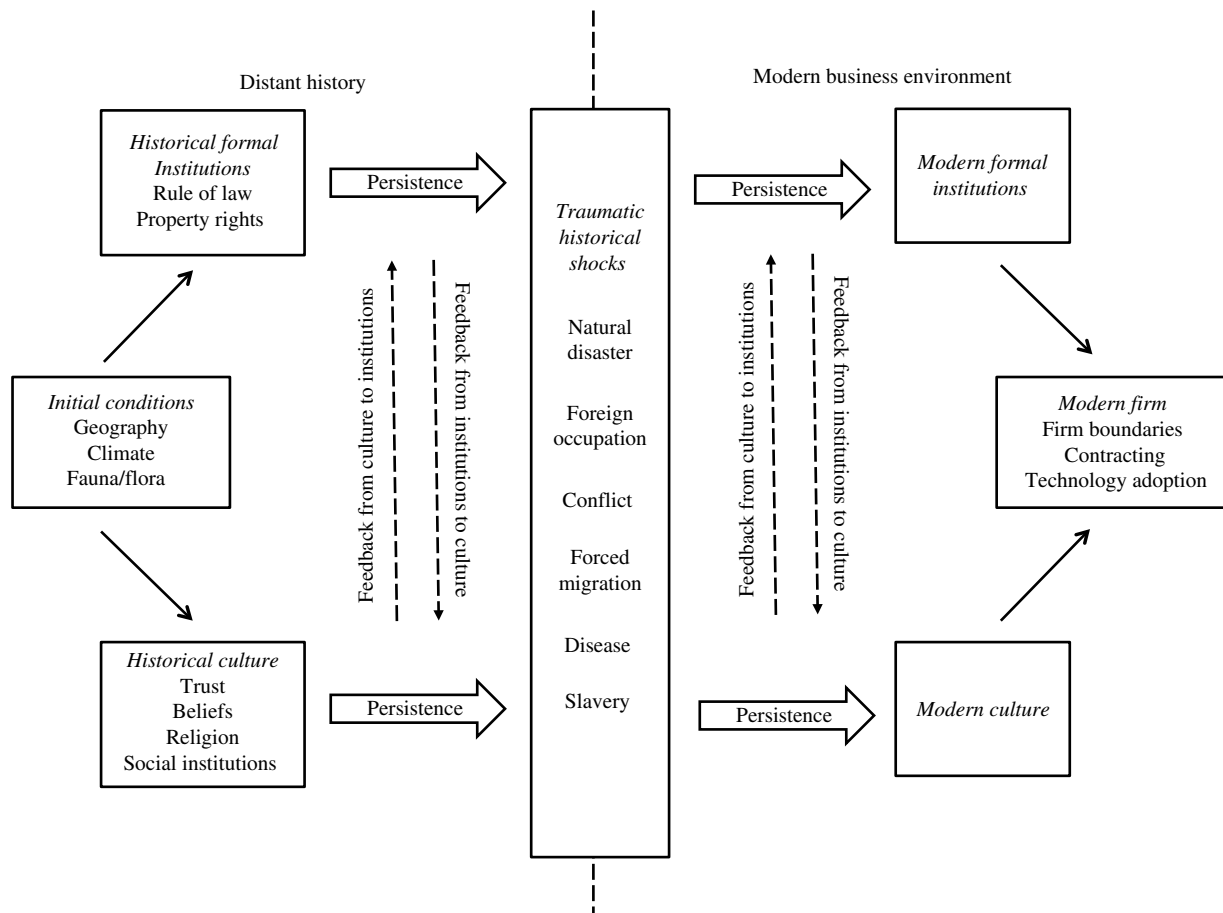 Distant history
Modern business environment
Historical formal
Institutions
Rule of law
Property rights
Persistence
Traumatic
historical
shocks
Natural
disaster
Foreign
occupation
Conflict
Forced
migration
Disease
Slavery
Persistence
Modern formal
institutions
Feedback from culture to institutions
Feedback from institutions to culture
Feedback from culture to institutions
Feedback from institutions to culture
Initial conditions
Geography
Climate
Fauna/flora
Modern firm
Firm boundaries
Contracting
Technology adoption
Historical culture
Trust
Beliefs
Religion
Social institutions
Persistence
Persistence
Modern culture